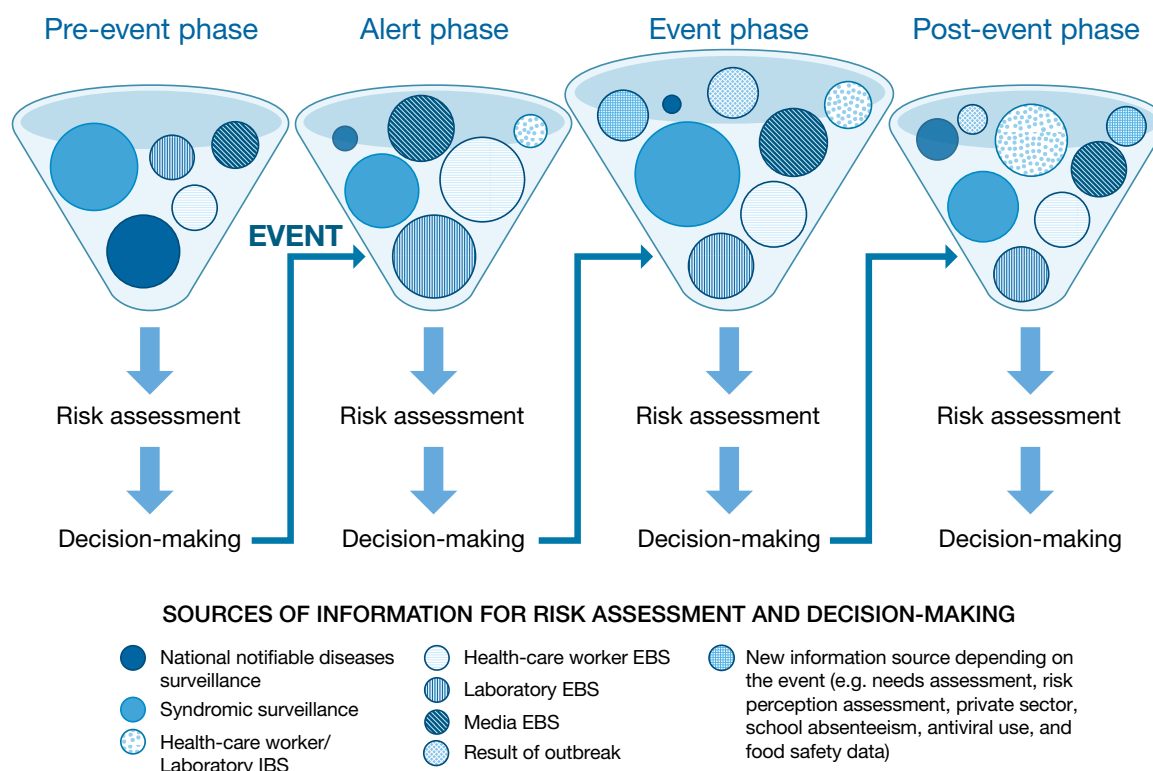 Pre-event phase
Alert phase
Event phase
Post-event phase
EVENT
Risk assessment
Risk assessment
Risk assessment
Risk assessment
Decision-making
Decision-making
Decision-making
Decision-making
SOURCES OF INFORMATION FOR RISK ASSESSMENT AND DECISION-MAKING
National notifiable diseases
surveillance
Syndromic surveillance
Health-care worker/
Laboratory IBS
Health-care worker EBS
Laboratory EBS
Media EBS
Result of outbreak
New information source depending on
the event (e.g. needs assessment, risk
perception assessment, private sector,
school absenteeism, antiviral use, and
food safety data)